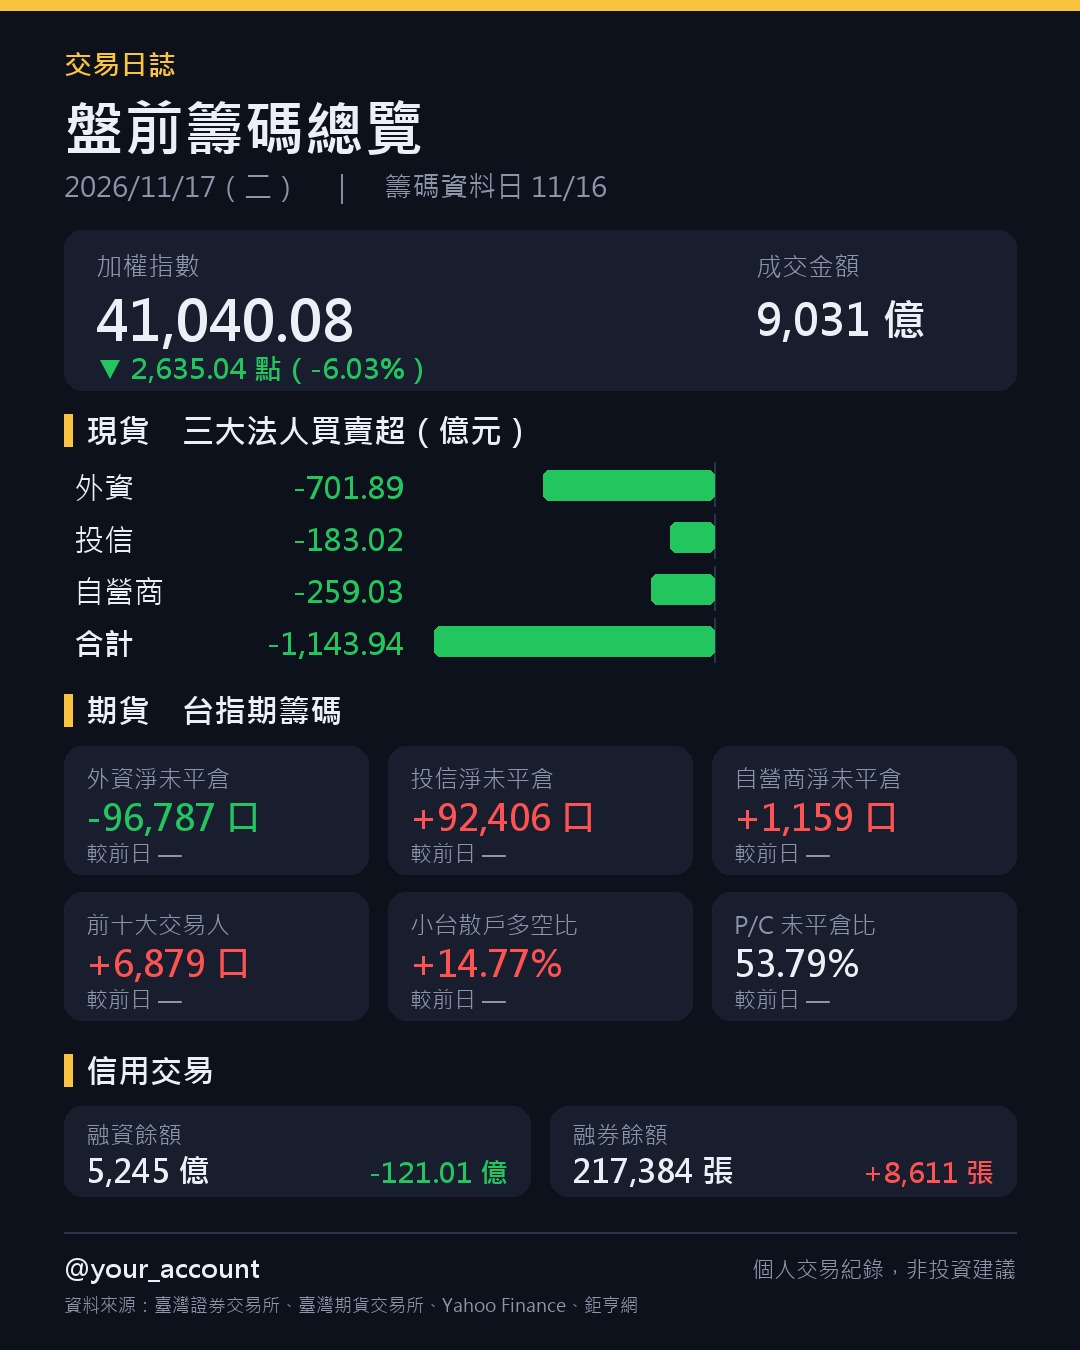 交易日誌
盤前籌碼總覽
2026/11/17（二） ｜ 籌碼資料日 11/16
加權指數
成交金額
41,040.08
9,031 億
▼ 2,635.04 點（-6.03%）
現貨 三大法人買賣超（億元）
外資 -701.89
投信 -183.02
自營商 -259.03
合計 -1,143.94
期貨 台指期籌碼
外資淨未平倉
-96,787 口
較前日 —
投信淨未平倉
+92,406 口
較前日 —
自營商淨未平倉
+1,159 口
較前日 —
前十大交易人
+6,879 口
較前日 —
小台散戶多空比
+14.77%
較前日 —
P/C 未平倉比
53.79%
較前日 —
信用交易
融資餘額
5,245 億 -121.01 億
融券餘額
217,384 張 +8,611 張
@your_account
個人交易紀錄，非投資建議
資料來源：臺灣證券交易所、臺灣期貨交易所、Yahoo Finance、鉅亨網